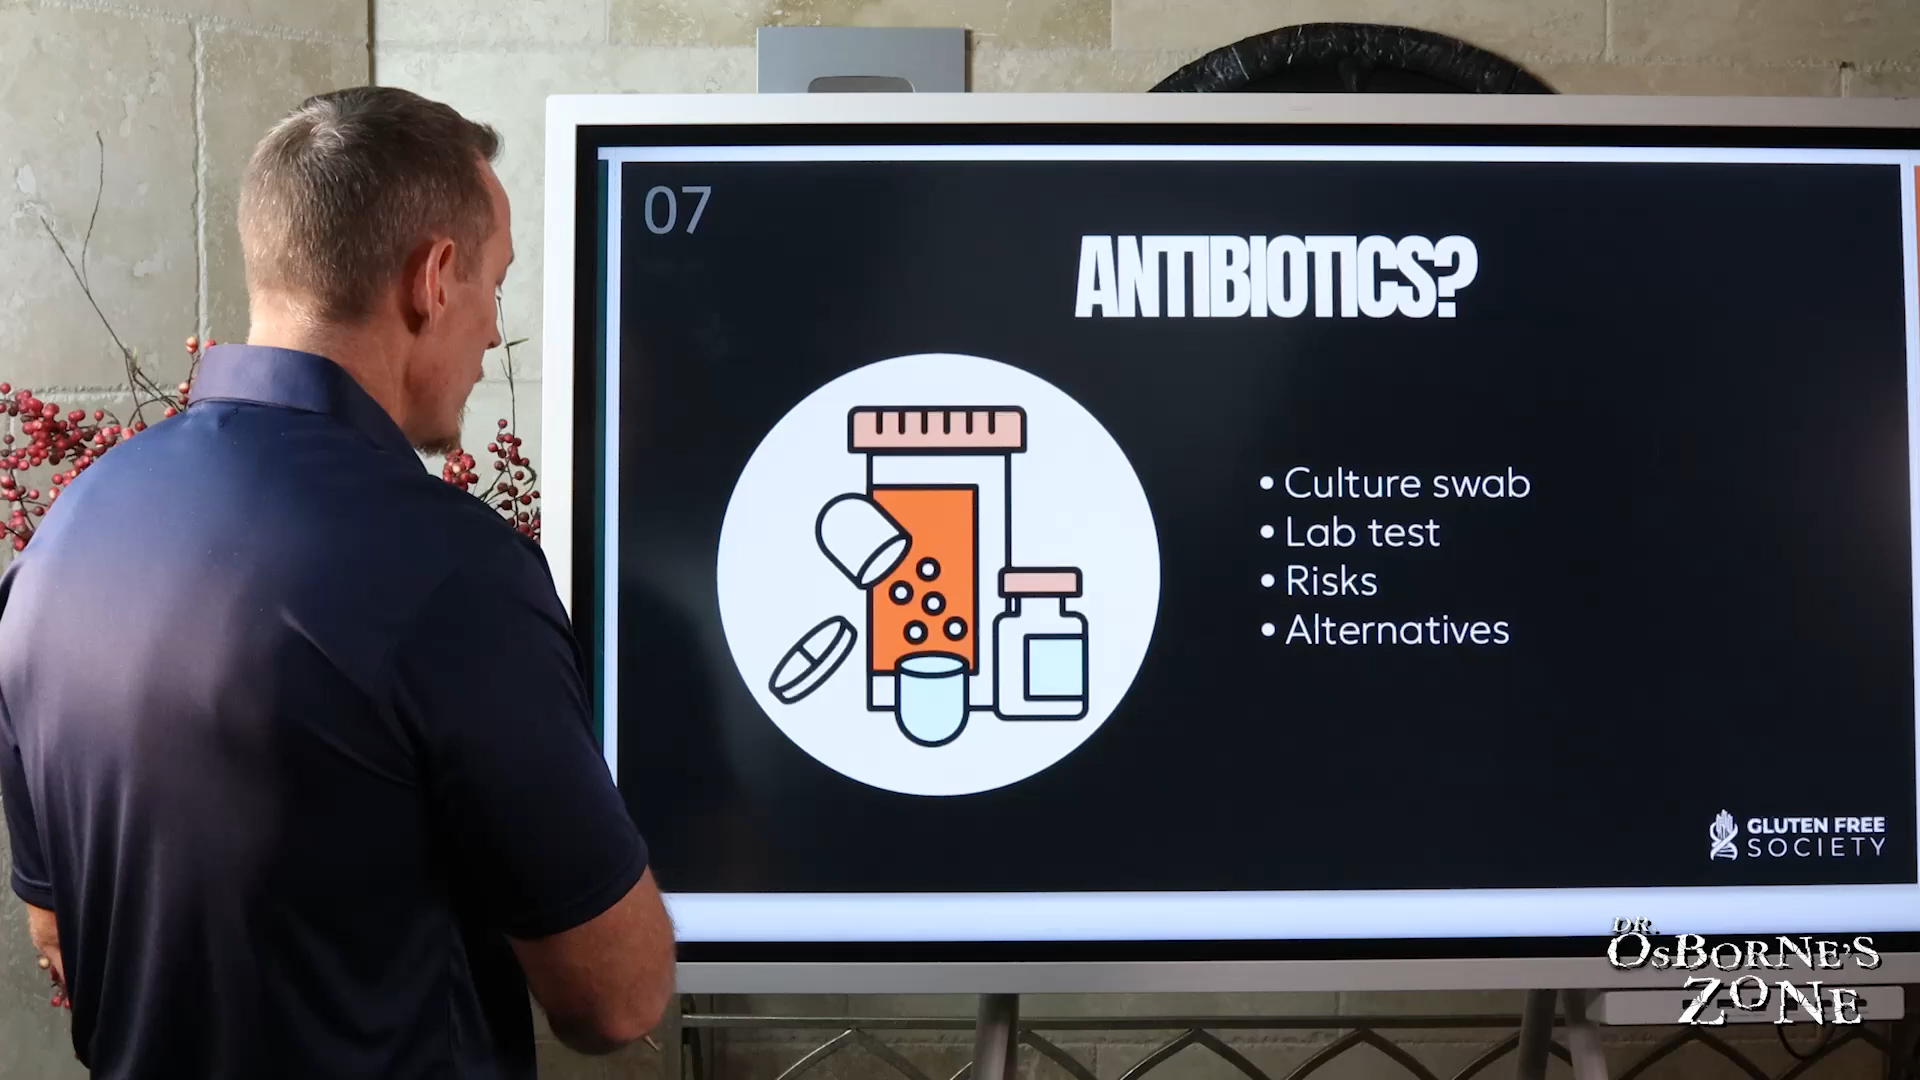 07
ANTIBIOTICS?
• Culture swab
• Lab test
• Risks
• Alternatives
GLUTEN FREE
SOCIETY
DR.
OSBORNE'S
ZONE